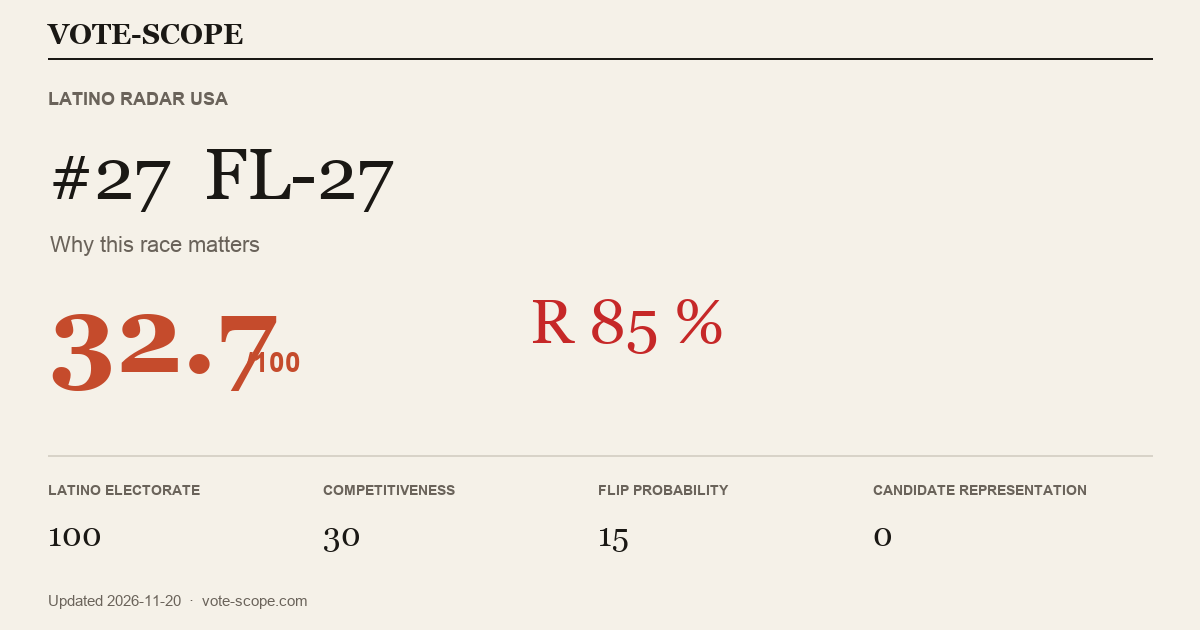 VOTE-SCOPE
LATINO RADAR USA
#27 FL-27
Why this race matters
32.7/100
R 85 %
LATINO ELECTORATE
COMPETITIVENESS
FLIP PROBABILITY
CANDIDATE REPRESENTATION
100
30
15
0
Updated 2026-11-20 · vote-scope.com